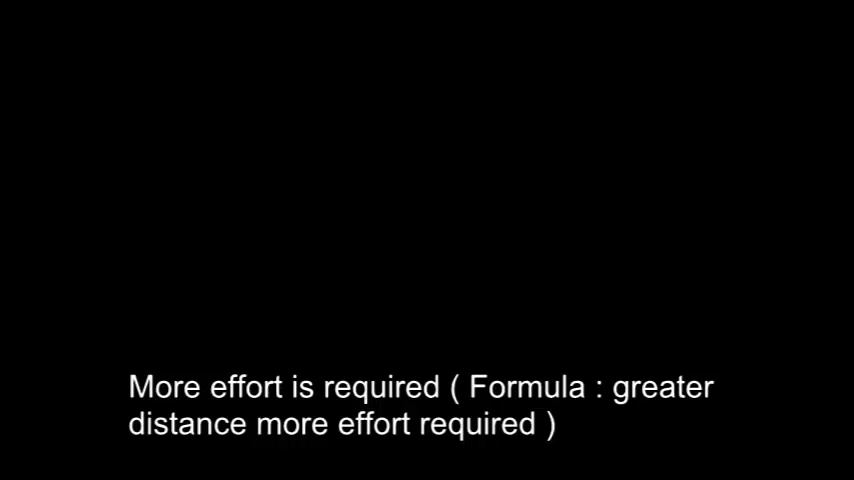 More effort is required ( Formula : greater
distance more effort required )